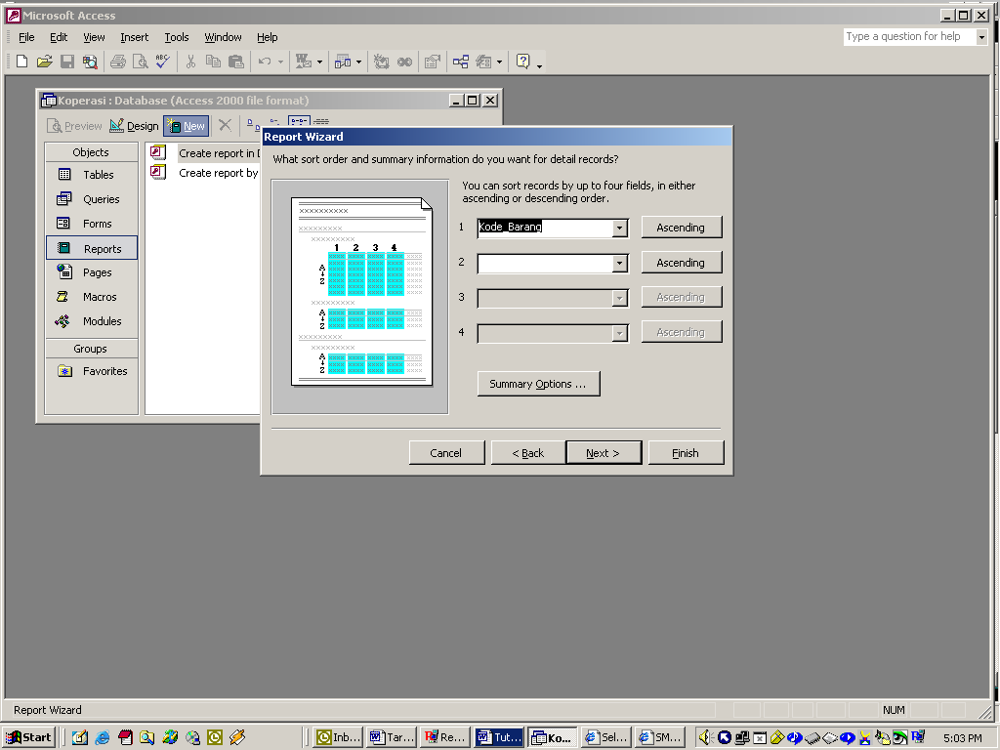 Microsoft Access
File Edit View Insert Tools Window Help
Type a question for help
Koperasi : Database (Access 2000 file format)
Preview Design New
Objects
Tables
Queries
Forms
Reports
Pages
Macros
Modules
Groups
Favorites
Create report in D
Create report by
Report Wizard
What sort order and summary information do you want for detail records?
You can sort records by up to four fields, in either
ascending or descending order.
1 Kode_Barang Ascending
2 Ascending
3 Ascending
4 Ascending
Summary Options ...
XXXXXXXXXX
XXXXXXXXX
XXXXXXXXX
1 2 3 4
A
Z
XXXXXXXXX
A
Z
XXXXXXXXX
XXXXXXXXX
A
Z
Cancel < Back Next > Finish
Report Wizard
NUM
Start Inb... Tar... Re... Tut... Ko... Sel... SM... 5:03 PM